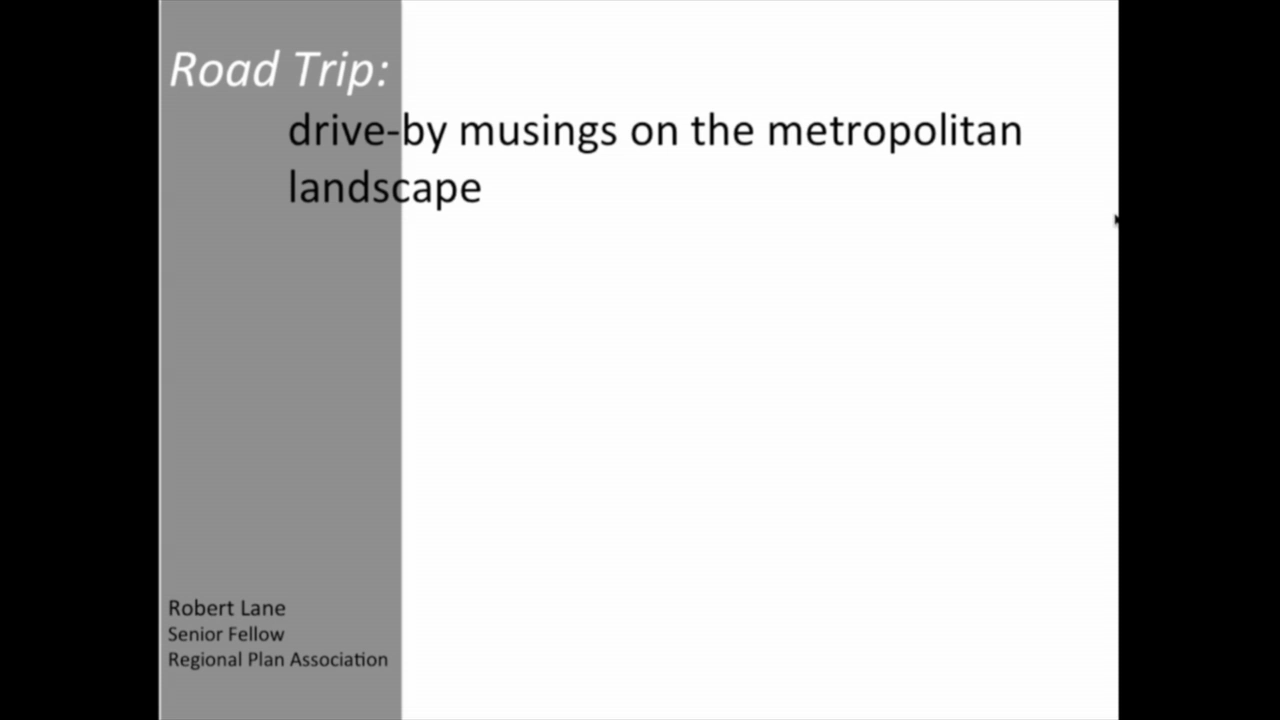 Road Trip:
drive-by musings on the metropolitan
landscape
Robert Lane
Senior Fellow
Regional Plan Association